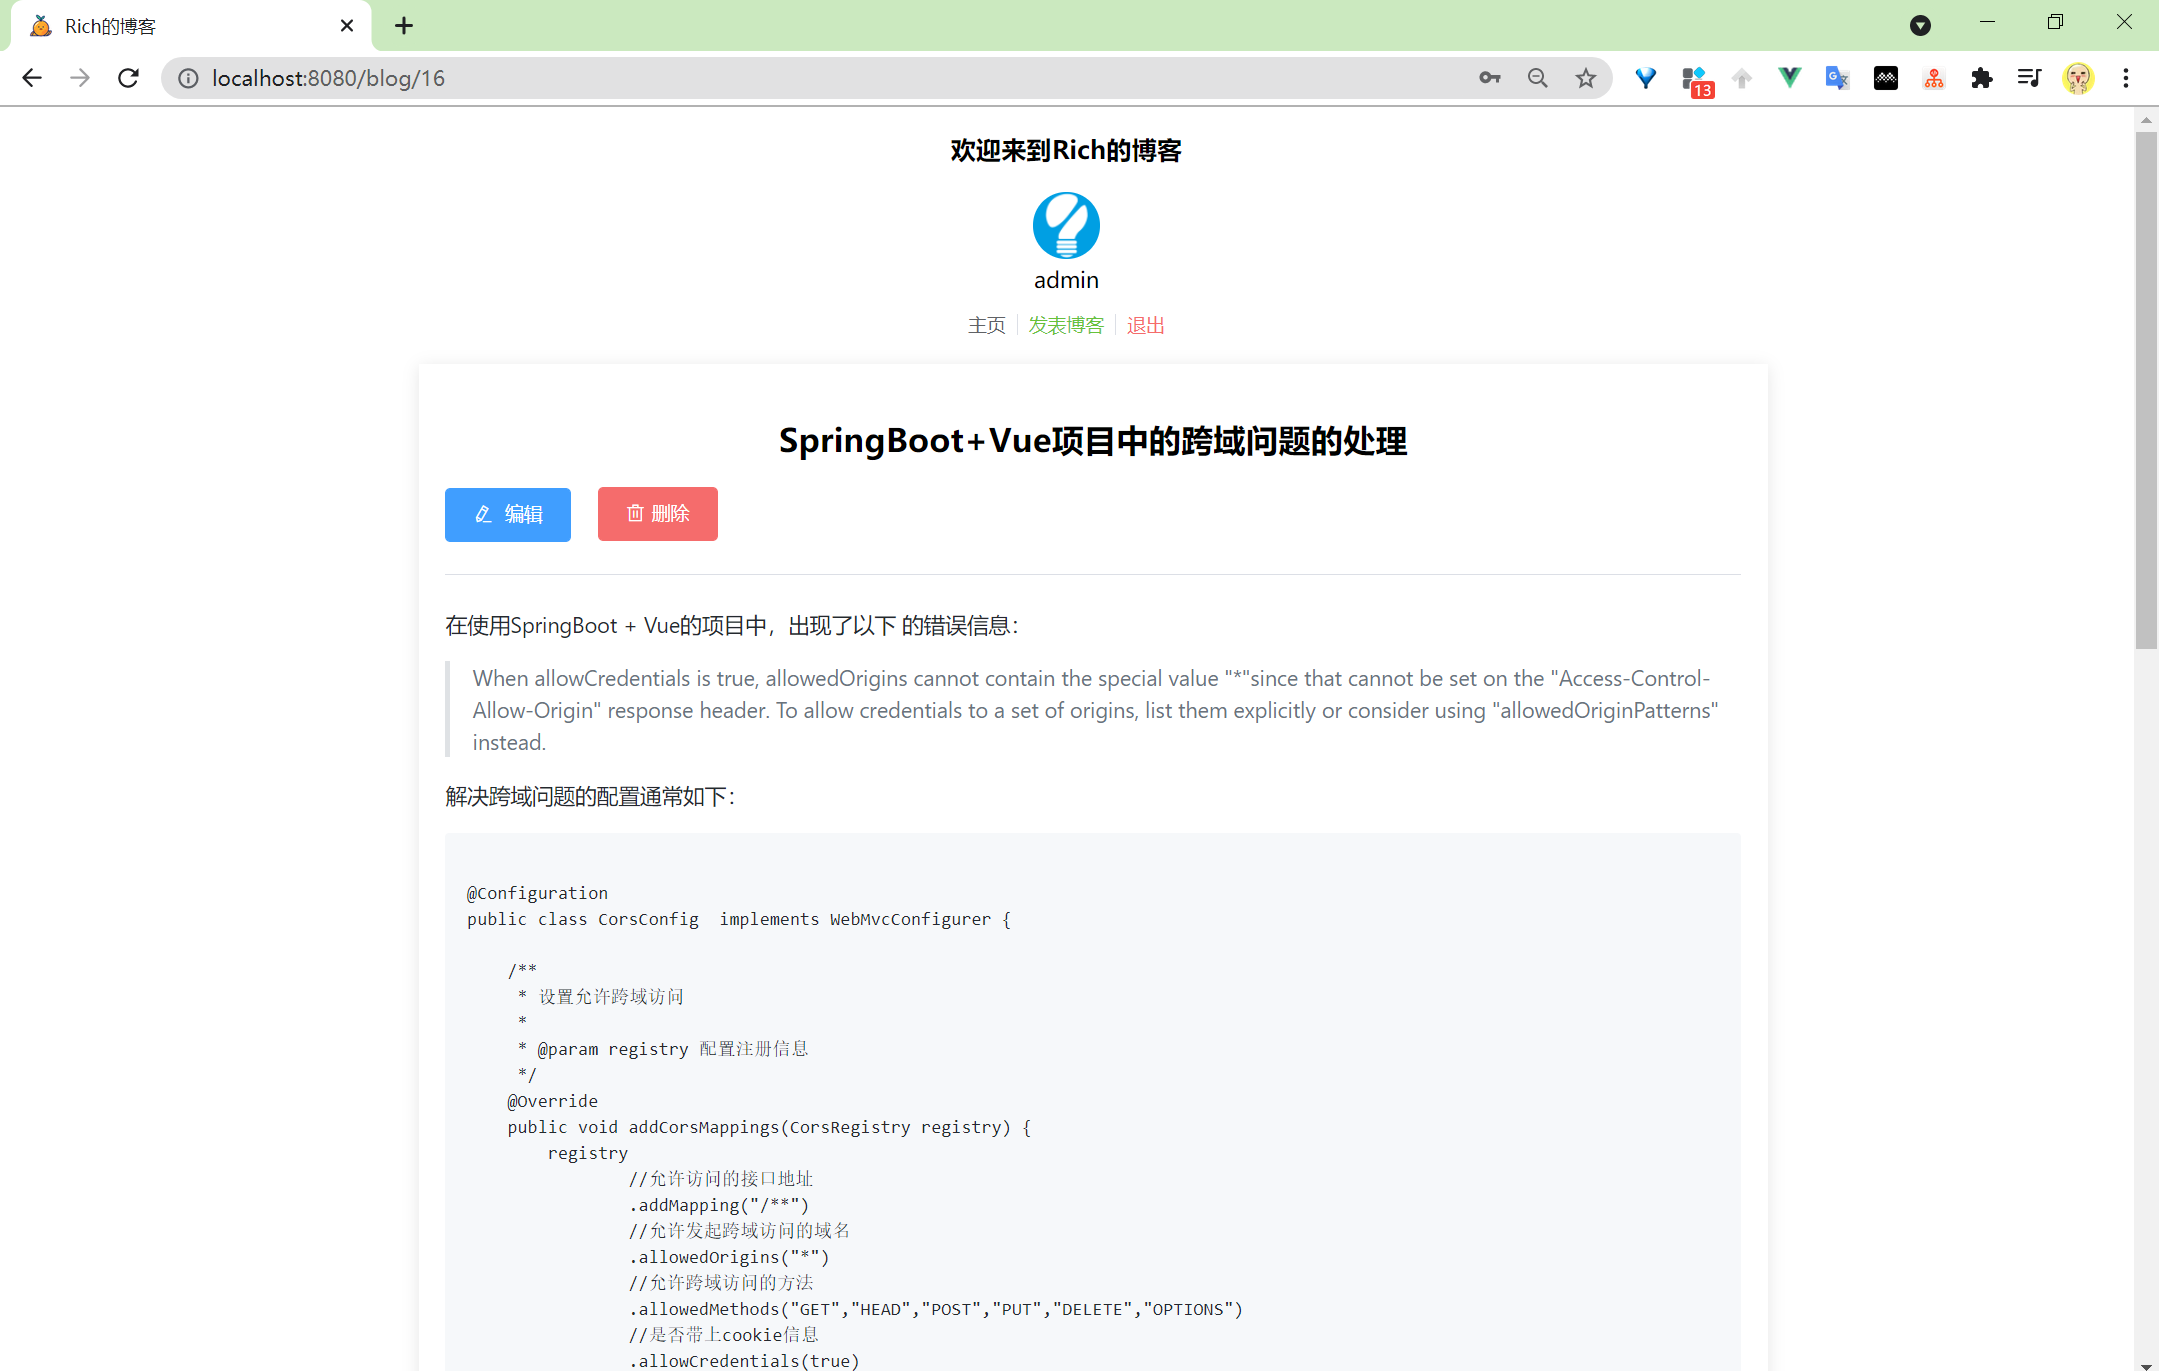 Rich的博客
localhost:8080/blog/16
13
欢迎来到Rich的博客
admin
主页 发表博客 退出
SpringBoot+Vue项目中的跨域问题的处理
编辑 删除
在使用SpringBoot + Vue的项目中，出现了以下 的错误信息：
When allowCredentials is true, allowedOrigins cannot contain the special value "*"since that cannot be set on the "Access-Control-
Allow-Origin" response header. To allow credentials to a set of origins, list them explicitly or consider using "allowedOriginPatterns"
instead.
解决跨域问题的配置通常如下：
@Configuration
public class CorsConfig  implements WebMvcConfigurer {
    /**
     * 设置允许跨域访问
     *
     * @param registry 配置注册信息
     */
    @Override
    public void addCorsMappings(CorsRegistry registry) {
        registry
                //允许访问的接口地址
                .addMapping("/**")
                //允许发起跨域访问的域名
                .allowedOrigins("*")
                //允许跨域访问的方法
                .allowedMethods("GET","HEAD","POST","PUT","DELETE","OPTIONS")
                //是否带上cookie信息
                .allowCredentials(true)